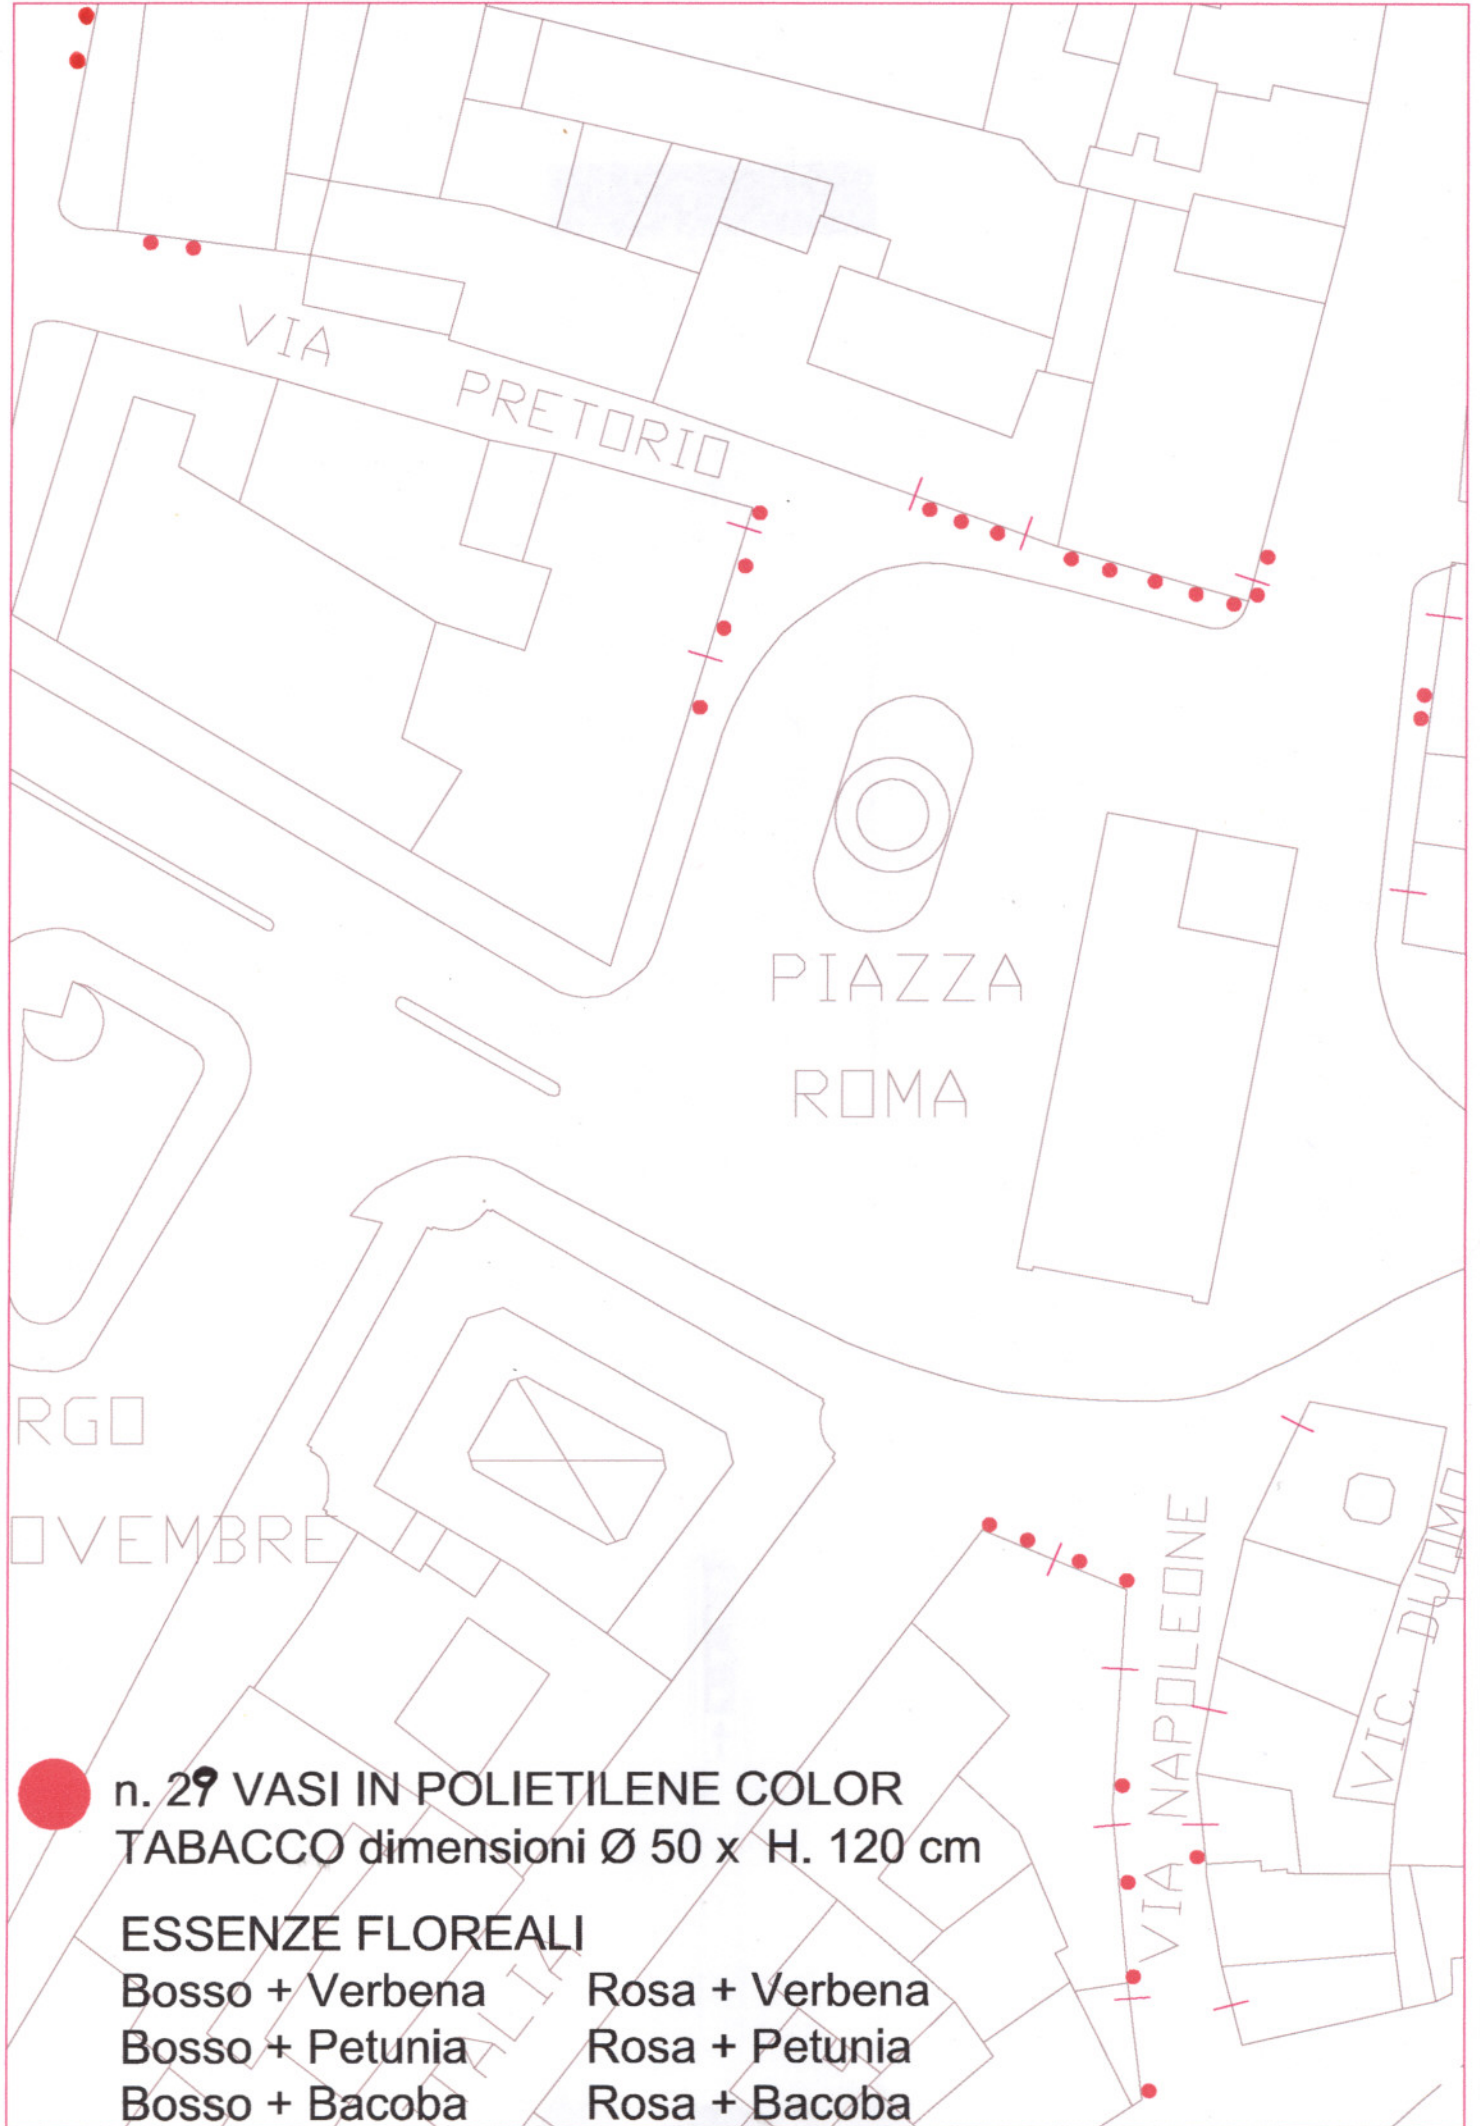 VIA PRETORIO
PIAZZA
ROMA
RGO
OVEMBRE
VIA NAPOLEONE
VIC. DUOMO
n. 29 VASI IN POLIETILENE COLOR
TABACCO dimensioni Ø 50 x H. 120 cm
ESSENZE FLOREALI
Bosso + Verbena Rosa + Verbena
Bosso + Petunia Rosa + Petunia
Bosso + Bacoba Rosa + Bacoba